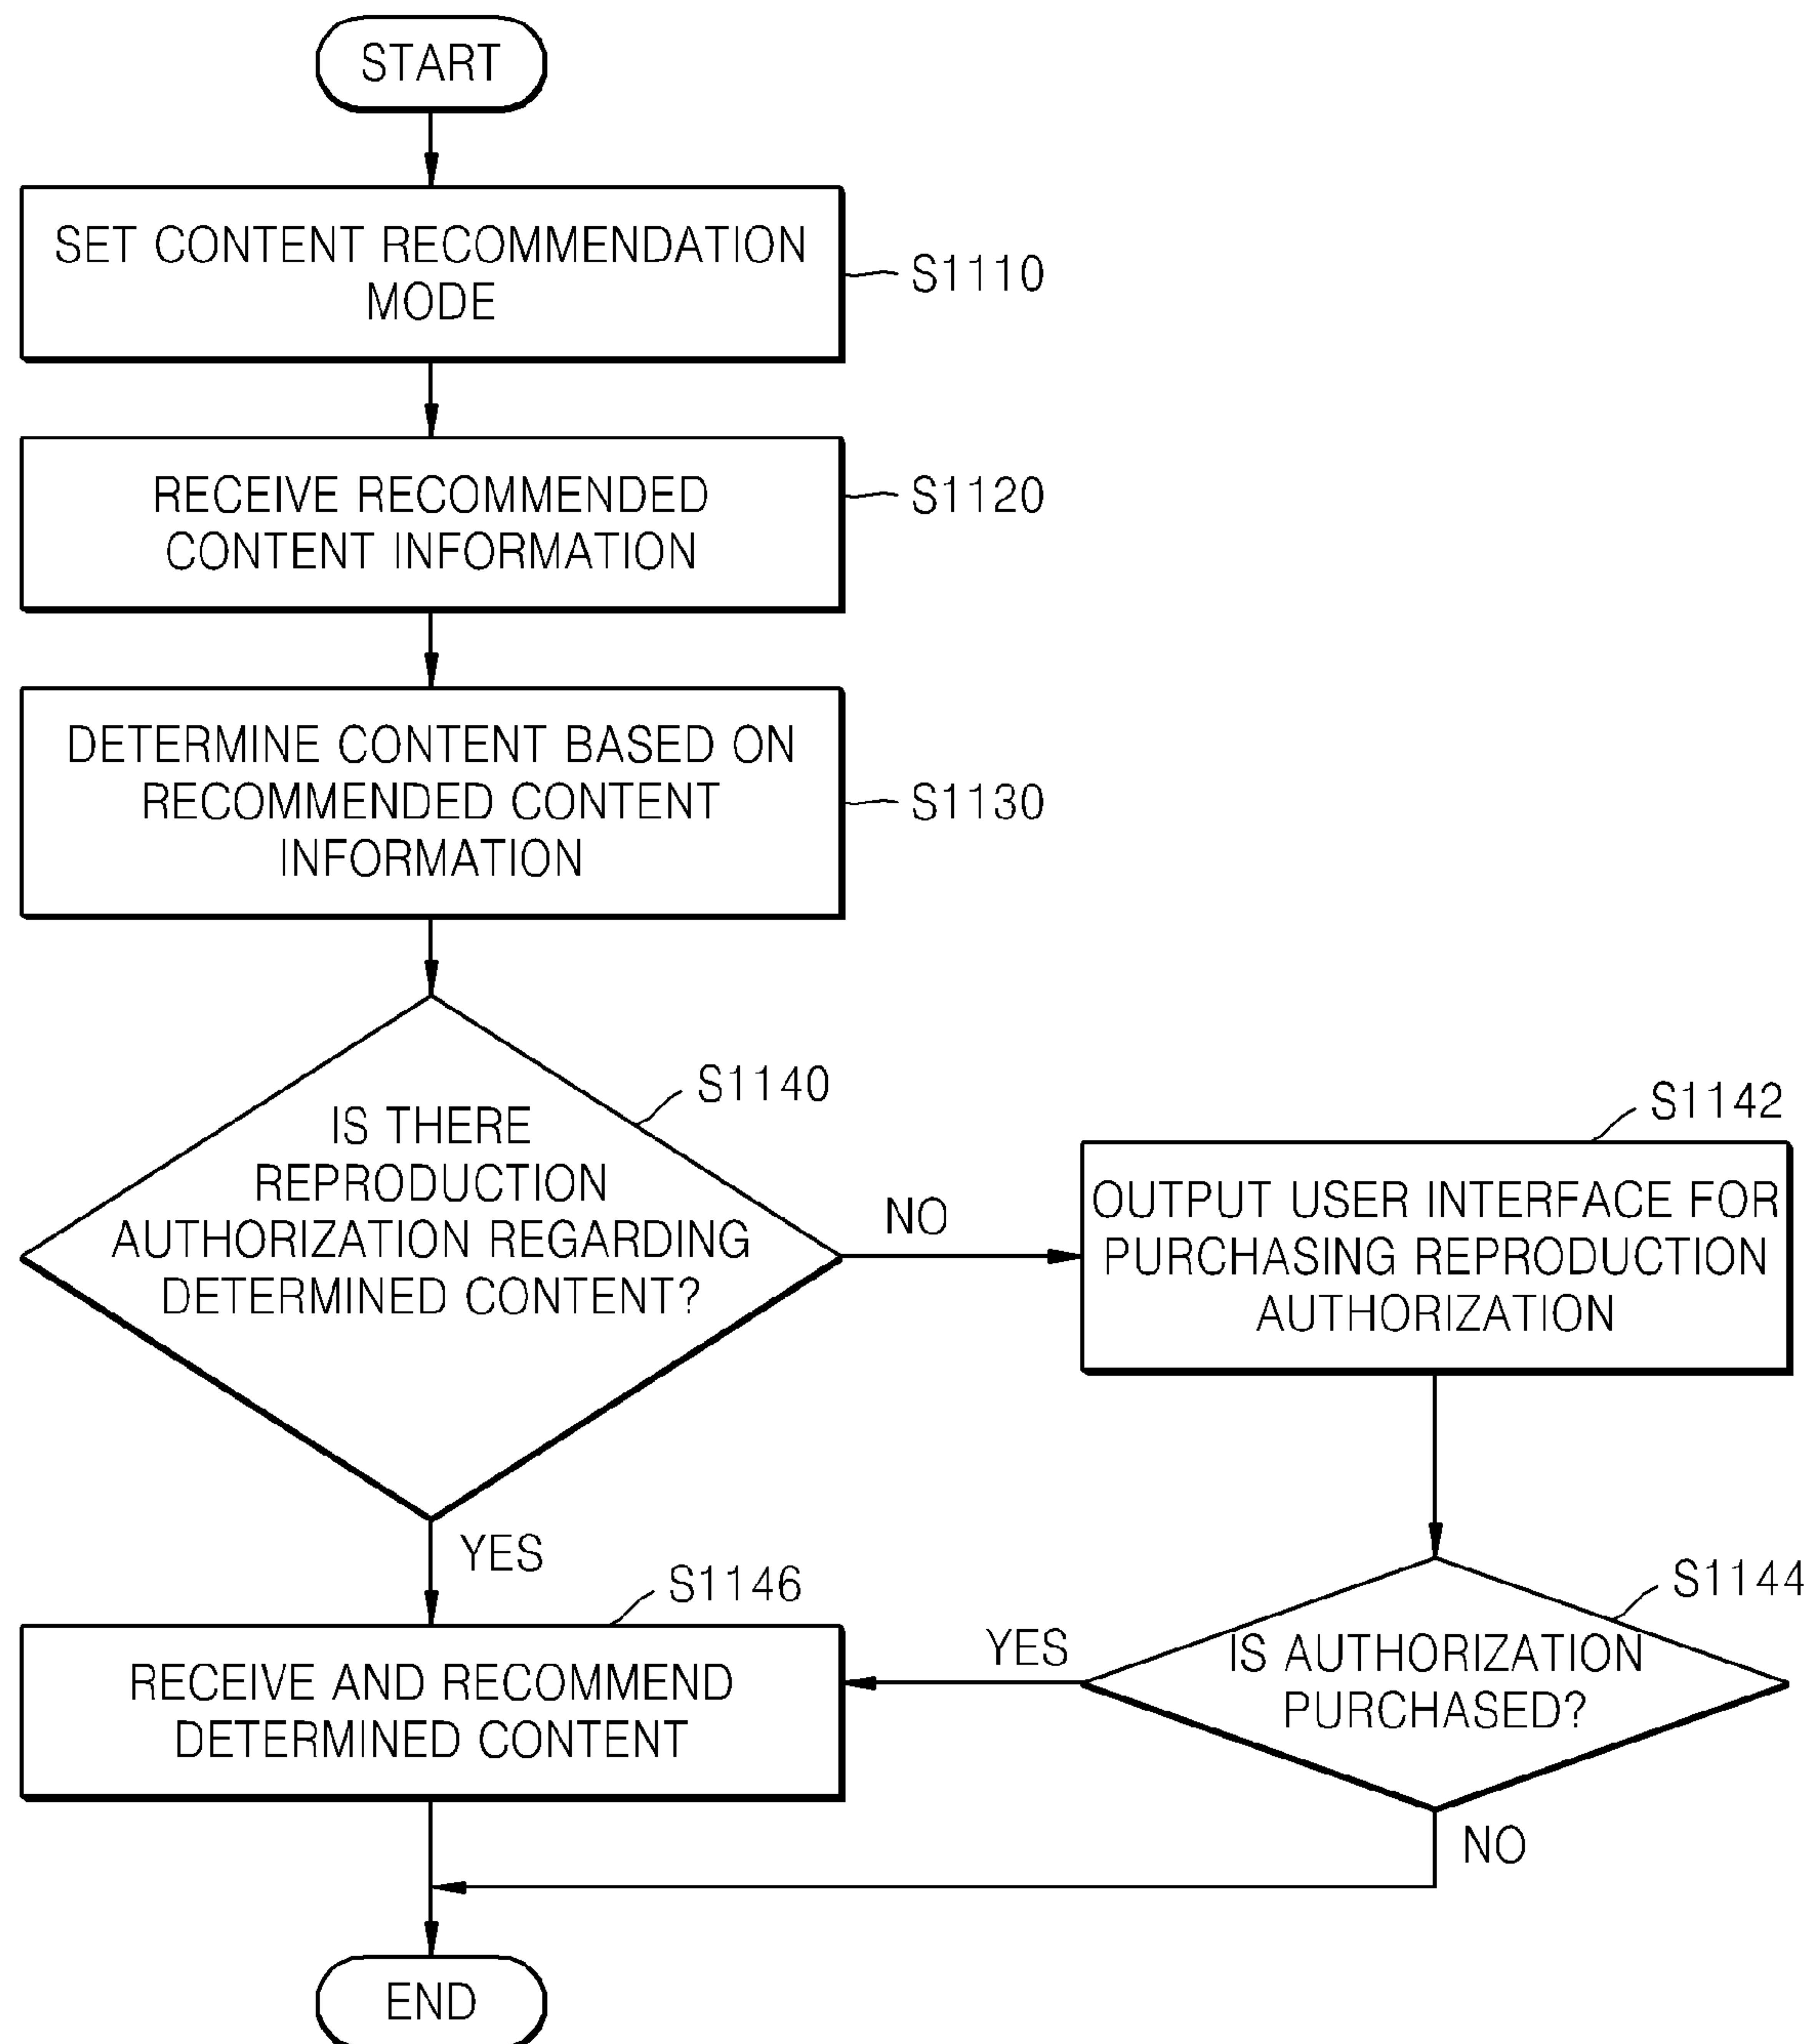 START
SET CONTENT RECOMMENDATION
MODE
S1110
RECEIVE RECOMMENDED
CONTENT INFORMATION
S1120
DETERMINE CONTENT BASED ON
RECOMMENDED CONTENT
INFORMATION
S1130
S1140
IS THERE
REPRODUCTION
AUTHORIZATION REGARDING
DETERMINED CONTENT?
NO
S1142
OUTPUT USER INTERFACE FOR
PURCHASING REPRODUCTION
AUTHORIZATION
YES
S1144
IS AUTHORIZATION
PURCHASED?
YES
S1146
RECEIVE AND RECOMMEND
DETERMINED CONTENT
NO
END